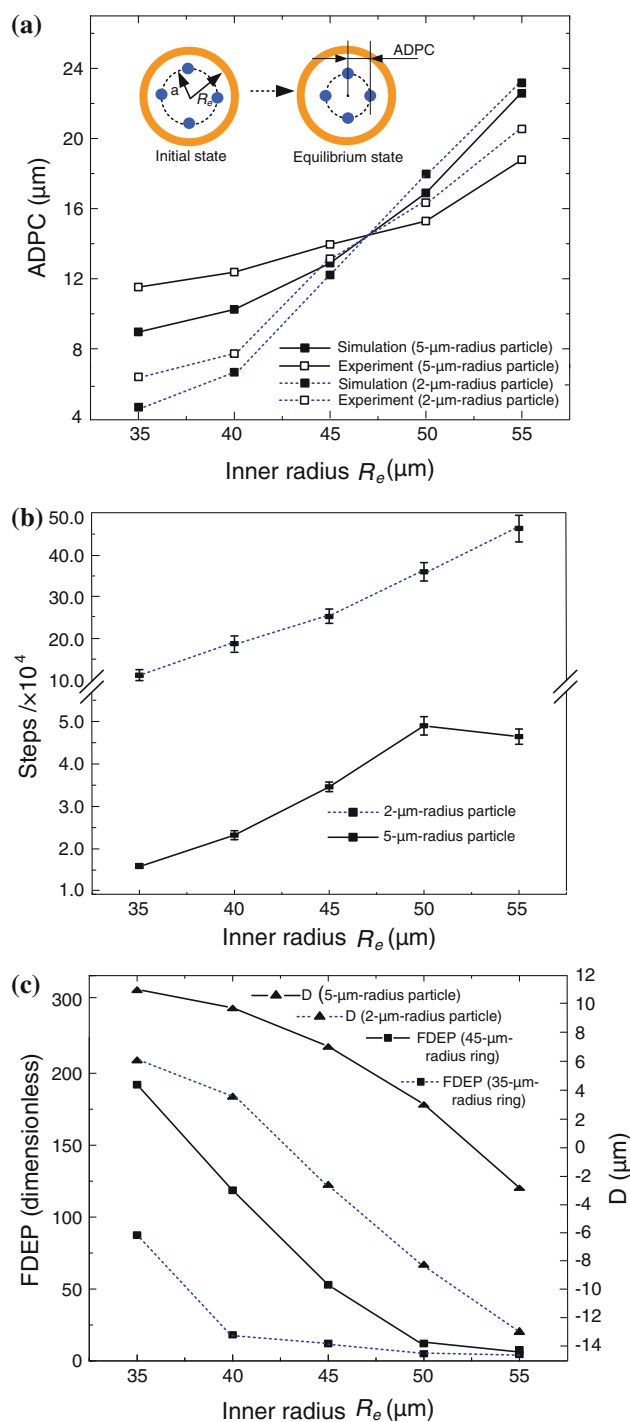 (a)
24
20
16
12
8
4
ADPC (μm)
ADPC
a
R_e
Initial state
Equilibrium state
Simulation (5-μm-radius particle)
Experiment (5-μm-radius particle)
Simulation (2-μm-radius particle)
Experiment (2-μm-radius particle)
35 40 45 50 55
Inner radius R_e (μm)
(b)
50.0
40.0
30.0
20.0
10.0
5.0
4.0
3.0
2.0
1.0
Steps /×10^4
2-μm-radius particle
5-μm-radius particle
35 40 45 50 55
Inner radius R_e (μm)
(c)
300
200
150
100
50
0
FDEP (dimensionless)
D (5-μm-radius particle)
D (2-μm-radius particle)
FDEP (45-μm-
radius ring)
FDEP (35-μm-
radius ring)
12
10
8
6
4
2
0
-2
-4
-6
-8
-10
-12
-14
D (μm)
35 40 45 50 55
Inner radius R_e (μm)